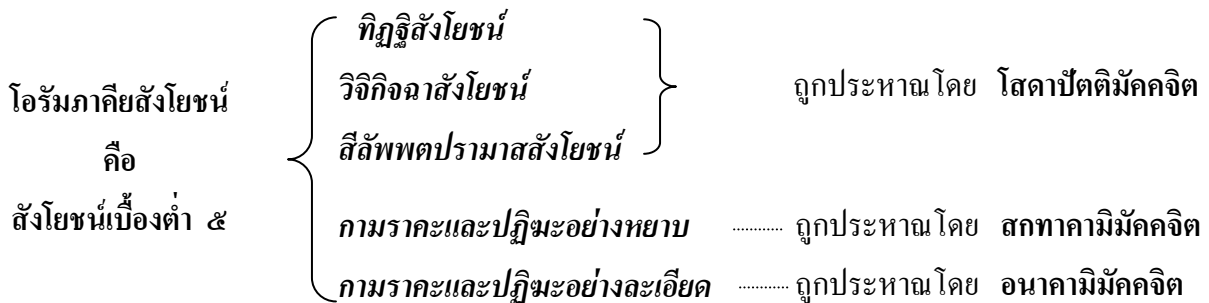 ทิฏฐิสังโยชน์
โอรัมภาคียสังโยชน์ วิจิกิจฉาสังโยชน์ ถูกประหาณโดย โสดาปัตติมัคคจิต
คือ สีลัพพตปรามาสสังโยชน์
สังโยชน์เบื้องต่ำ ๕ กามราคะและปฏิฆะอย่างหยาบ ............ ถูกประหาณโดย สกทาคามิมัคคจิต
กามราคะและปฏิฆะอย่างละเอียด ............ ถูกประหาณโดย อนาคามิมัคคจิต